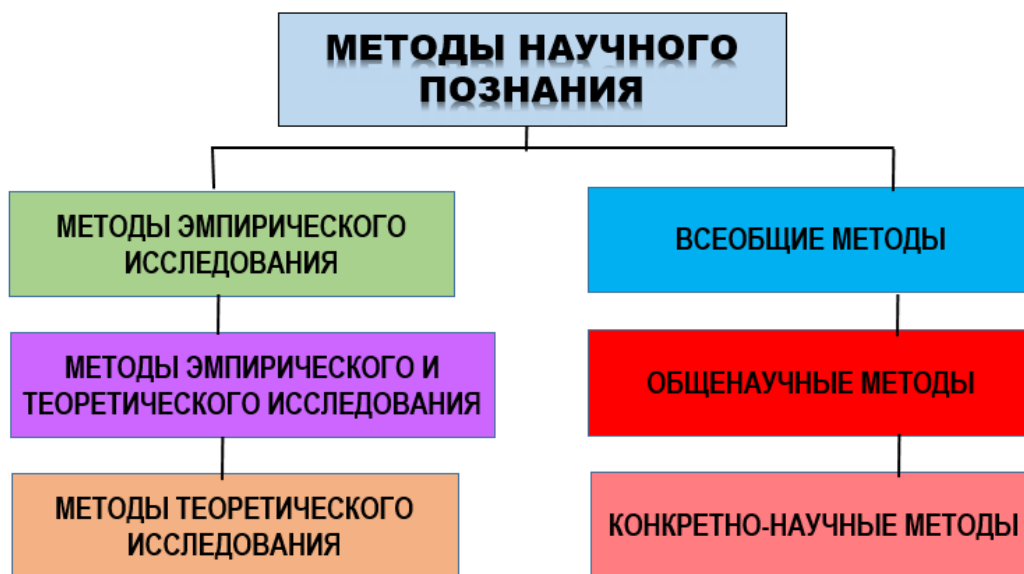 МЕТОДЫ НАУЧНОГО
ПОЗНАНИЯ
МЕТОДЫ ЭМПИРИЧЕСКОГО
ИССЛЕДОВАНИЯ
МЕТОДЫ ЭМПИРИЧЕСКОГО И
ТЕОРЕТИЧЕСКОГО ИССЛЕДОВАНИЯ
МЕТОДЫ ТЕОРЕТИЧЕСКОГО
ИССЛЕДОВАНИЯ
ВСЕОБЩИЕ МЕТОДЫ
ОБЩЕНАУЧНЫЕ МЕТОДЫ
КОНКРЕТНО-НАУЧНЫЕ МЕТОДЫ